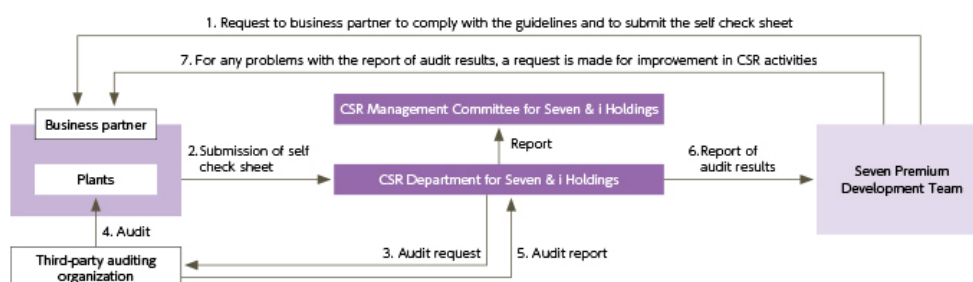 1. Request to business partner to comply with the guidelines and to submit the self check sheet
7. For any problems with the report of audit results, a request is made for improvement in CSR activities
Business partner
Plants
2.Submission of self
check sheet
CSR Management Committee for Seven & i Holdings
Report
CSR Department for Seven & i Holdings
6.Report of
audit results
Seven Premium
Development Team
4. Audit
Third-party auditing
organization
3. Audit request
5. Audit report